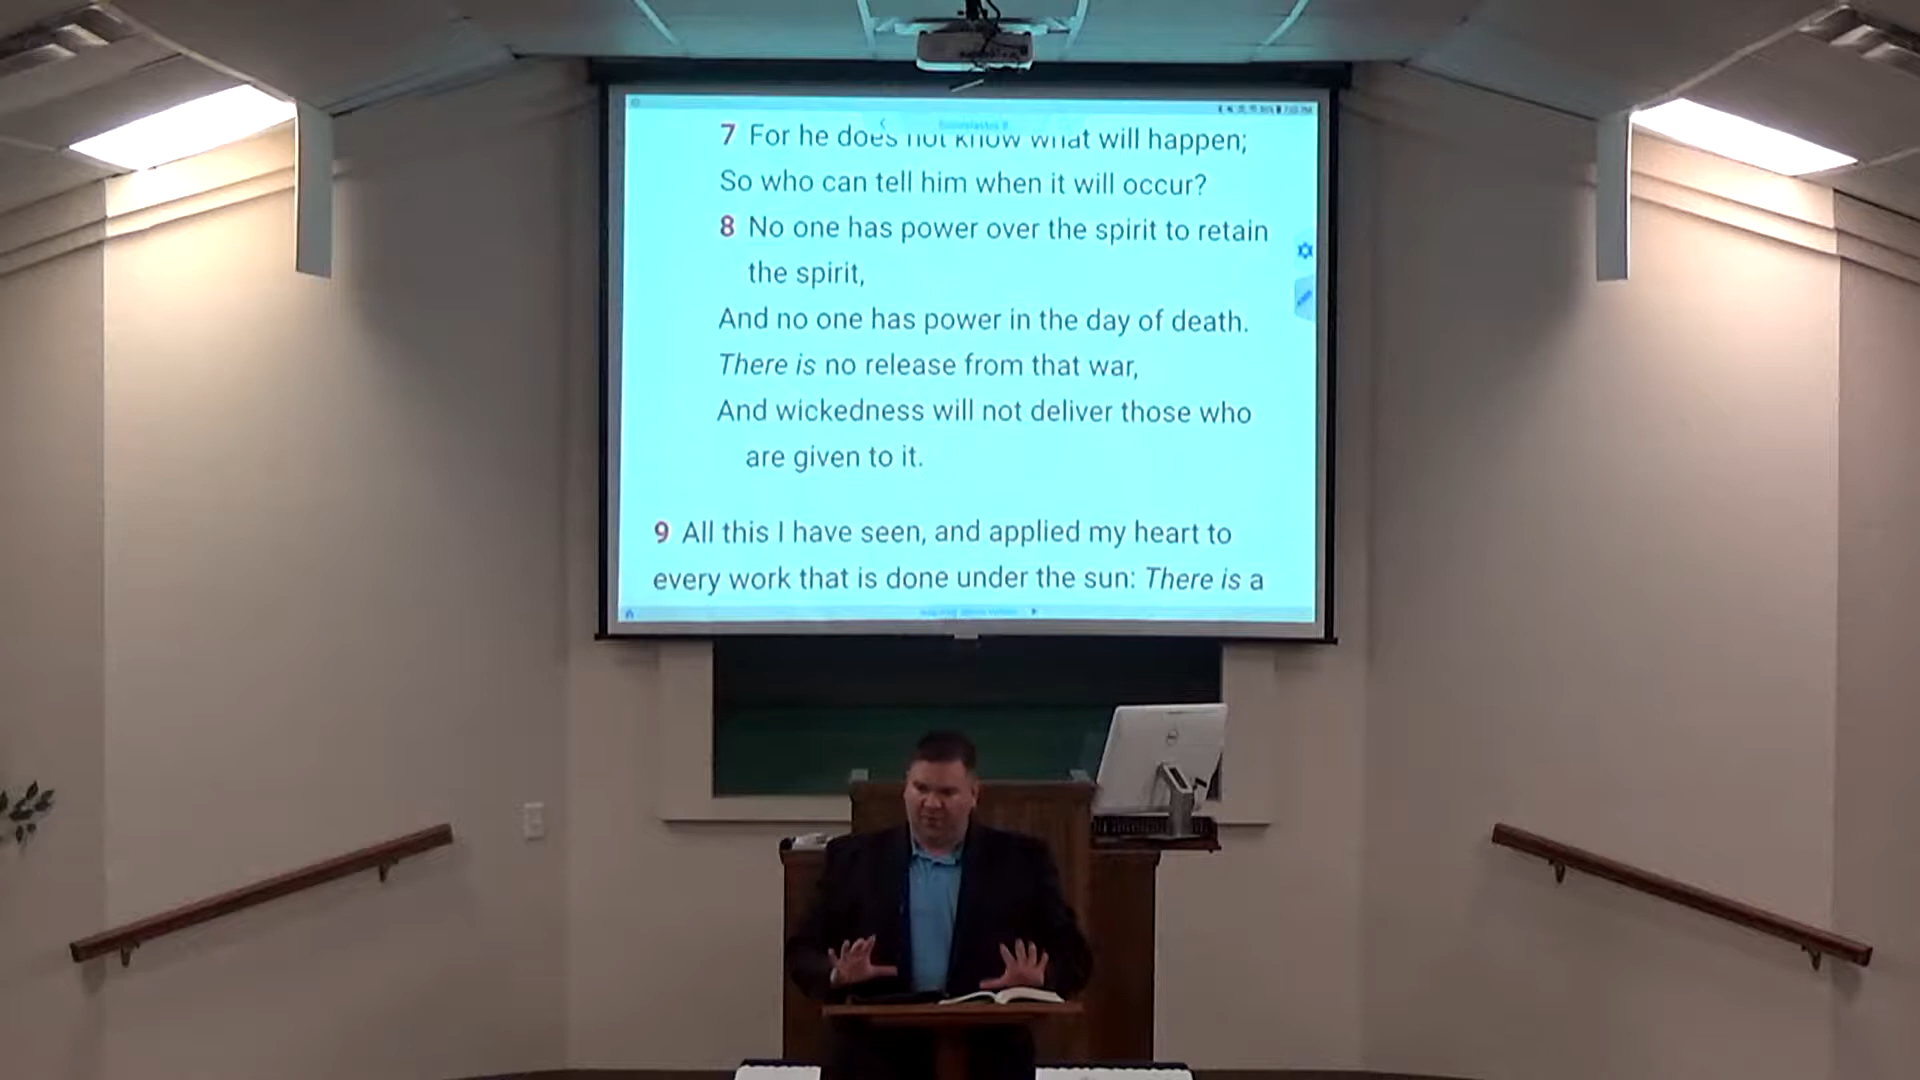 7 For he does not know what will happen;
So who can tell him when it will occur?
8 No one has power over the spirit to retain
the spirit,
And no one has power in the day of death.
There is no release from that war,
And wickedness will not deliver those who
are given to it.
9 All this I have seen, and applied my heart to
every work that is done under the sun: There is a